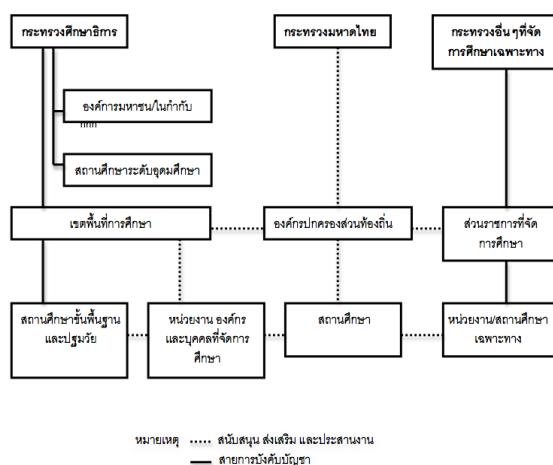 กระทรวงศึกษาธิการ
กระทรวงมหาดไทย
กระทรวงอื่น ๆที่จัด
การศึกษาเฉพาะทาง
องค์การมหาชน/ในกำกับ
สถานศึกษาระดับอุดมศึกษา
เขตพื้นที่การศึกษา
องค์กรปกครองส่วนท้องถิ่น
ส่วนราชการที่จัด
การศึกษา
สถานศึกษาขั้นพื้นฐาน
และปฐมวัย
หน่วยงาน องค์กร
และบุคคลที่จัดการ
ศึกษา
สถานศึกษา
หน่วยงาน/สถานศึกษา
เฉพาะทาง
หมายเหตุ ...... สนับสนุน ส่งเสริม และประสานงาน
สายการบังคับบัญชา